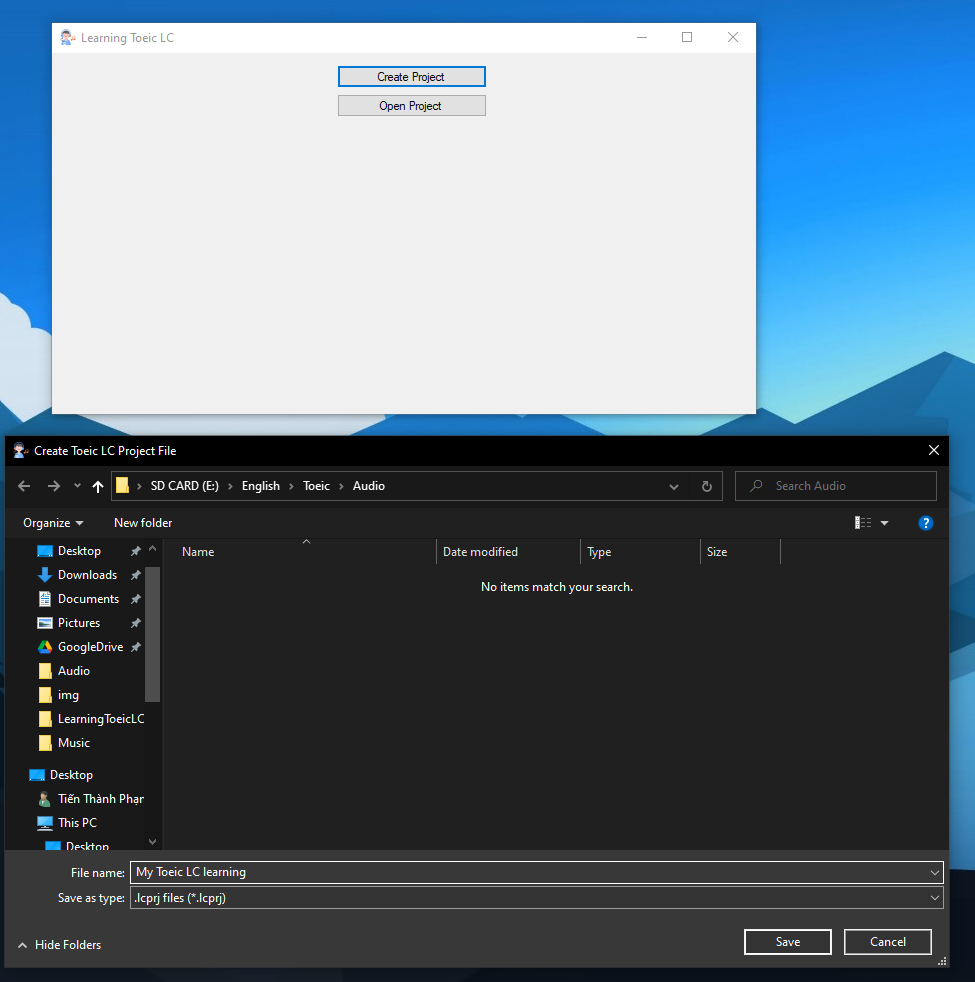 Learning Toeic LC
Create Project
Open Project
Create Toeic LC Project File
SD CARD (E:) English Toeic Audio
Search Audio
Organize New folder
Name Date modified Type Size
No items match your search.
Desktop
Downloads
Documents
Pictures
GoogleDrive
Audio
img
LearningToeicLC
Music
Desktop
Tiến Thành Phạn
This PC
Desktop
File name: My Toeic LC learning
Save as type: .lcprj files (*.lcprj)
Hide Folders Save Cancel